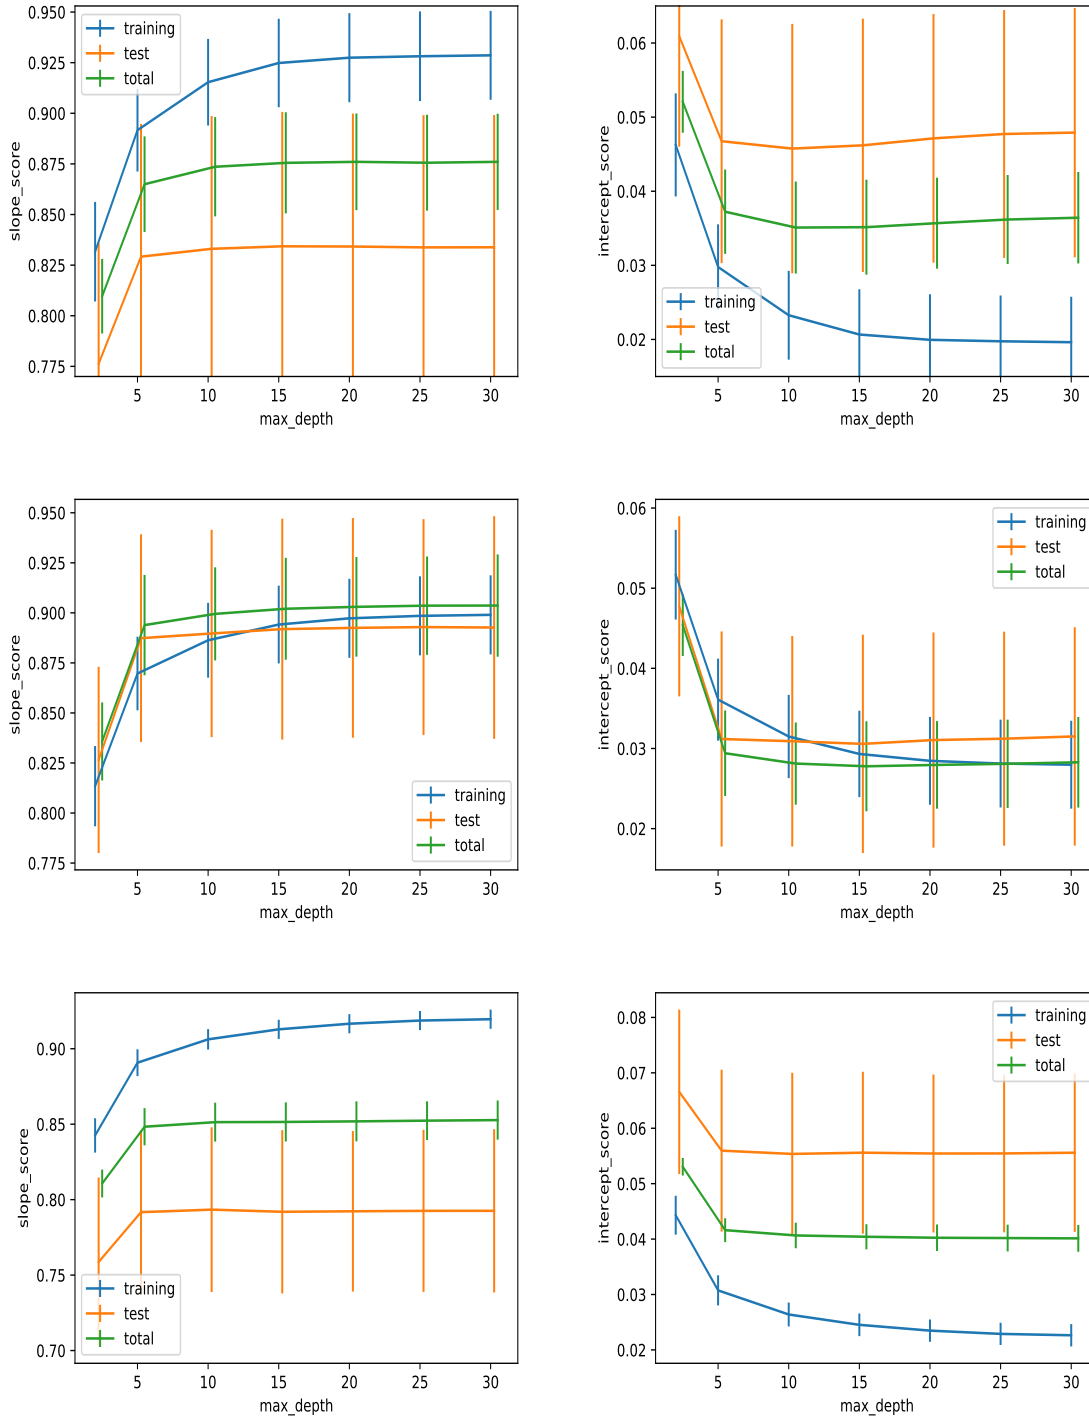 0.950
0.925
0.900
0.875
0.850
0.825
0.800
0.775
slope_score
training
test
total
5 10 15 20 25 30
max_depth
0.06
0.05
0.04
0.03
0.02
intercept_score
training
test
total
5 10 15 20 25 30
max_depth
0.950
0.925
0.900
0.875
0.850
0.825
0.800
0.775
slope_score
training
test
total
5 10 15 20 25 30
max_depth
0.06
0.05
0.04
0.03
0.02
intercept_score
training
test
total
5 10 15 20 25 30
max_depth
0.90
0.85
0.80
0.75
0.70
slope_score
training
test
total
5 10 15 20 25 30
max_depth
0.08
0.07
0.06
0.05
0.04
0.03
0.02
intercept_score
training
test
total
5 10 15 20 25 30
max_depth